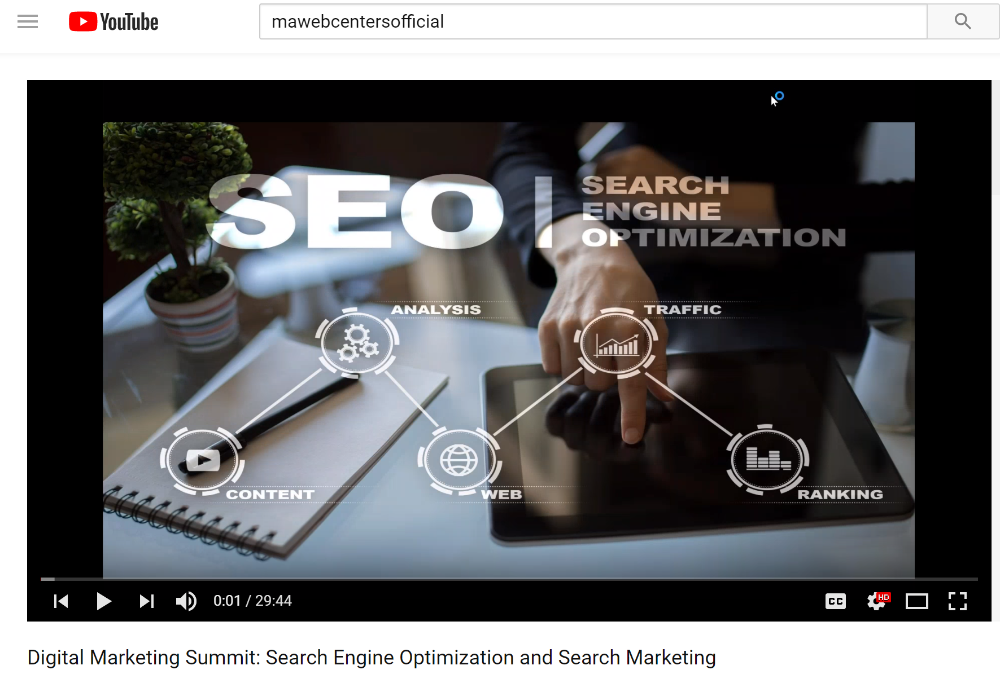 YouTube
mawebcentersofficial
SEO | SEARCH
ENGINE
OPTIMIZATION
ANALYSIS
TRAFFIC
CONTENT
WEB
RANKING
0:01 / 29:44
CC
HD
Digital Marketing Summit: Search Engine Optimization and Search Marketing